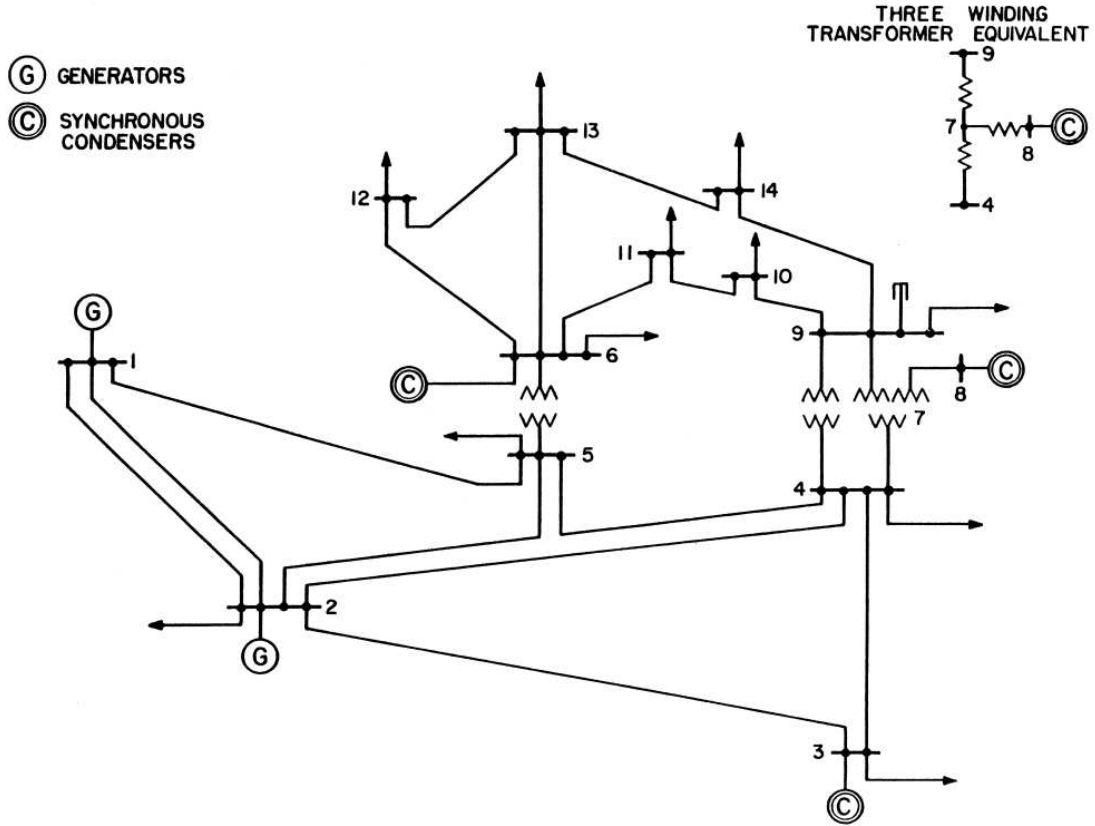 THREE WINDING
TRANSFORMER EQUIVALENT
G GENERATORS
C SYNCHRONOUS
CONDENSERS
9
7
C
8
4
13
12
14
11
10
G
9
1
6
C
8
C
7
5
4
2
G
3
C